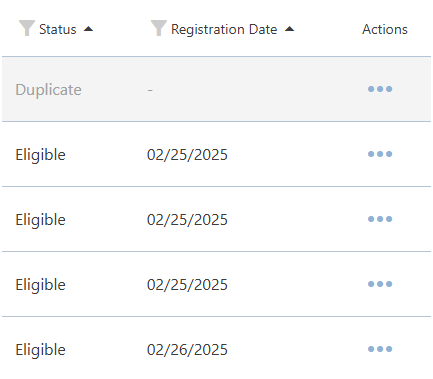 Status Registration Date Actions
Duplicate -
Eligible 02/25/2025
Eligible 02/25/2025
Eligible 02/25/2025
Eligible 02/26/2025